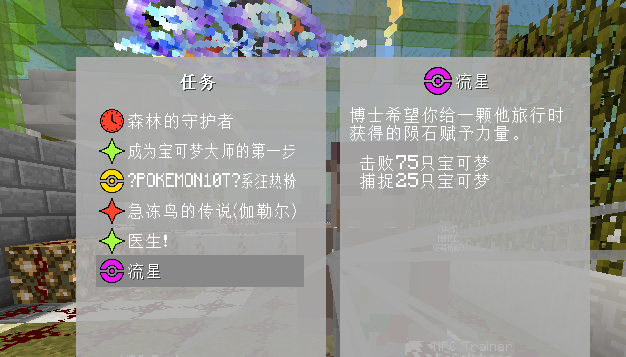 任务
森林的守护者
成为宝可梦大师的第一步
?POKEMON10T?系狂热粉
急冻鸟的传说(伽勒尔)
医生!
流星
流星
博士希望你给一颗他旅行时
获得的陨石赋予力量。
击败75只宝可梦
捕捉25只宝可梦
NPC Trainer